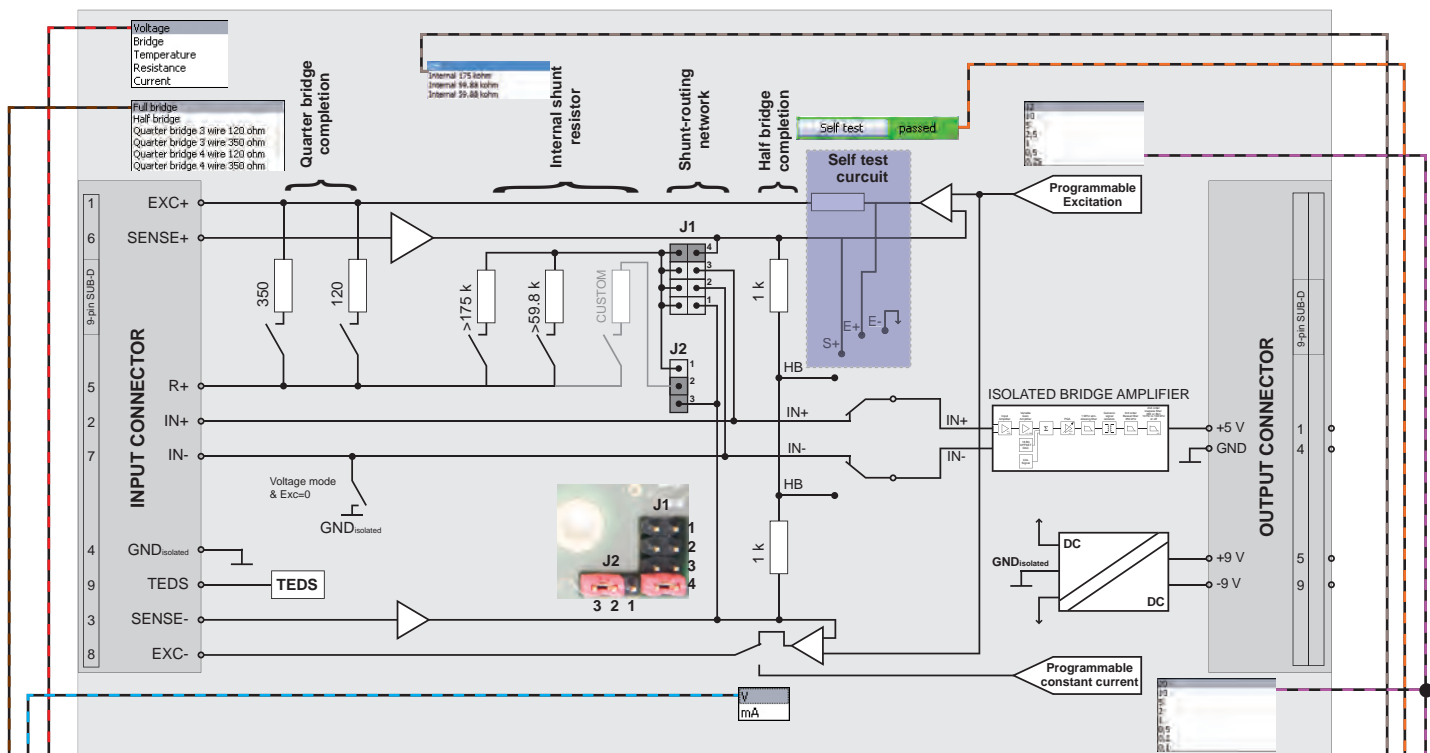 Voltage
Bridge
Temperature
Resistance
Current
Full bridge
Half bridge
Quarter bridge 3 wire 120 ohm
Quarter bridge 3 wire 350 ohm
Quarter bridge 4 wire 120 ohm
Quarter bridge 4 wire 350 ohm
Quarter bridge
completion
Internal 175 kohm
Internal 99.88 kohm
Internal 59.88 kohm
Internal shunt
resistor
Shunt-routing
network
Half bridge
completion
Self test passed
Self test
curcuit
Programmable
Excitation
INPUT CONNECTOR
9-pin SUB-D
1 EXC+
6 SENSE+
5 R+
2 IN+
7 IN-
4 GNDisolated
9 TEDS
3 SENSE-
8 EXC-
350
120
>175 k
>59.8 k
CUSTOM
J1
4
3
2
1
J2
1
2
3
1 k
S+
E+
E-
HB
IN+
IN-
HB
1 k
IN+
IN-
ISOLATED BRIDGE AMPLIFIER
Σ
Voltage mode
& Exc=0
GNDisolated
TEDS
J1
1
2
3
4
J2
3 2 1
GNDisolated
DC
DC
OUTPUT CONNECTOR
9-pin SUB-D
+5 V 1
GND 4
+9 V 5
-9 V 9
Programmable
constant current
V
mA